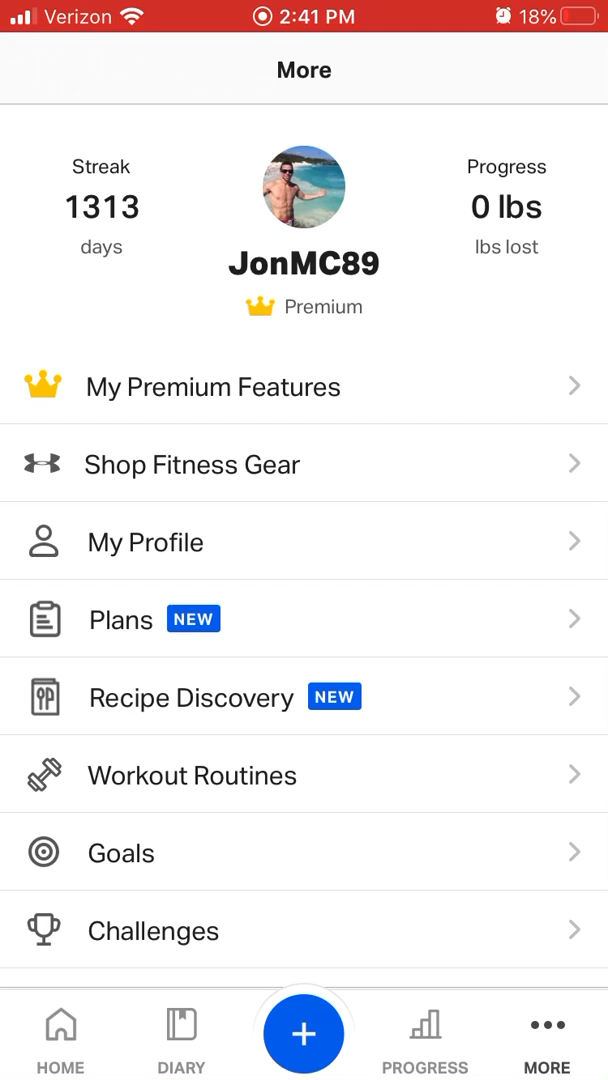 Verizon 2:41 PM 18%
More
Streak
1313
days
Progress
0 lbs
lbs lost
JonMC89
Premium
My Premium Features
Shop Fitness Gear
My Profile
Plans NEW
Recipe Discovery NEW
Workout Routines
Goals
Challenges
HOME DIARY + PROGRESS MORE